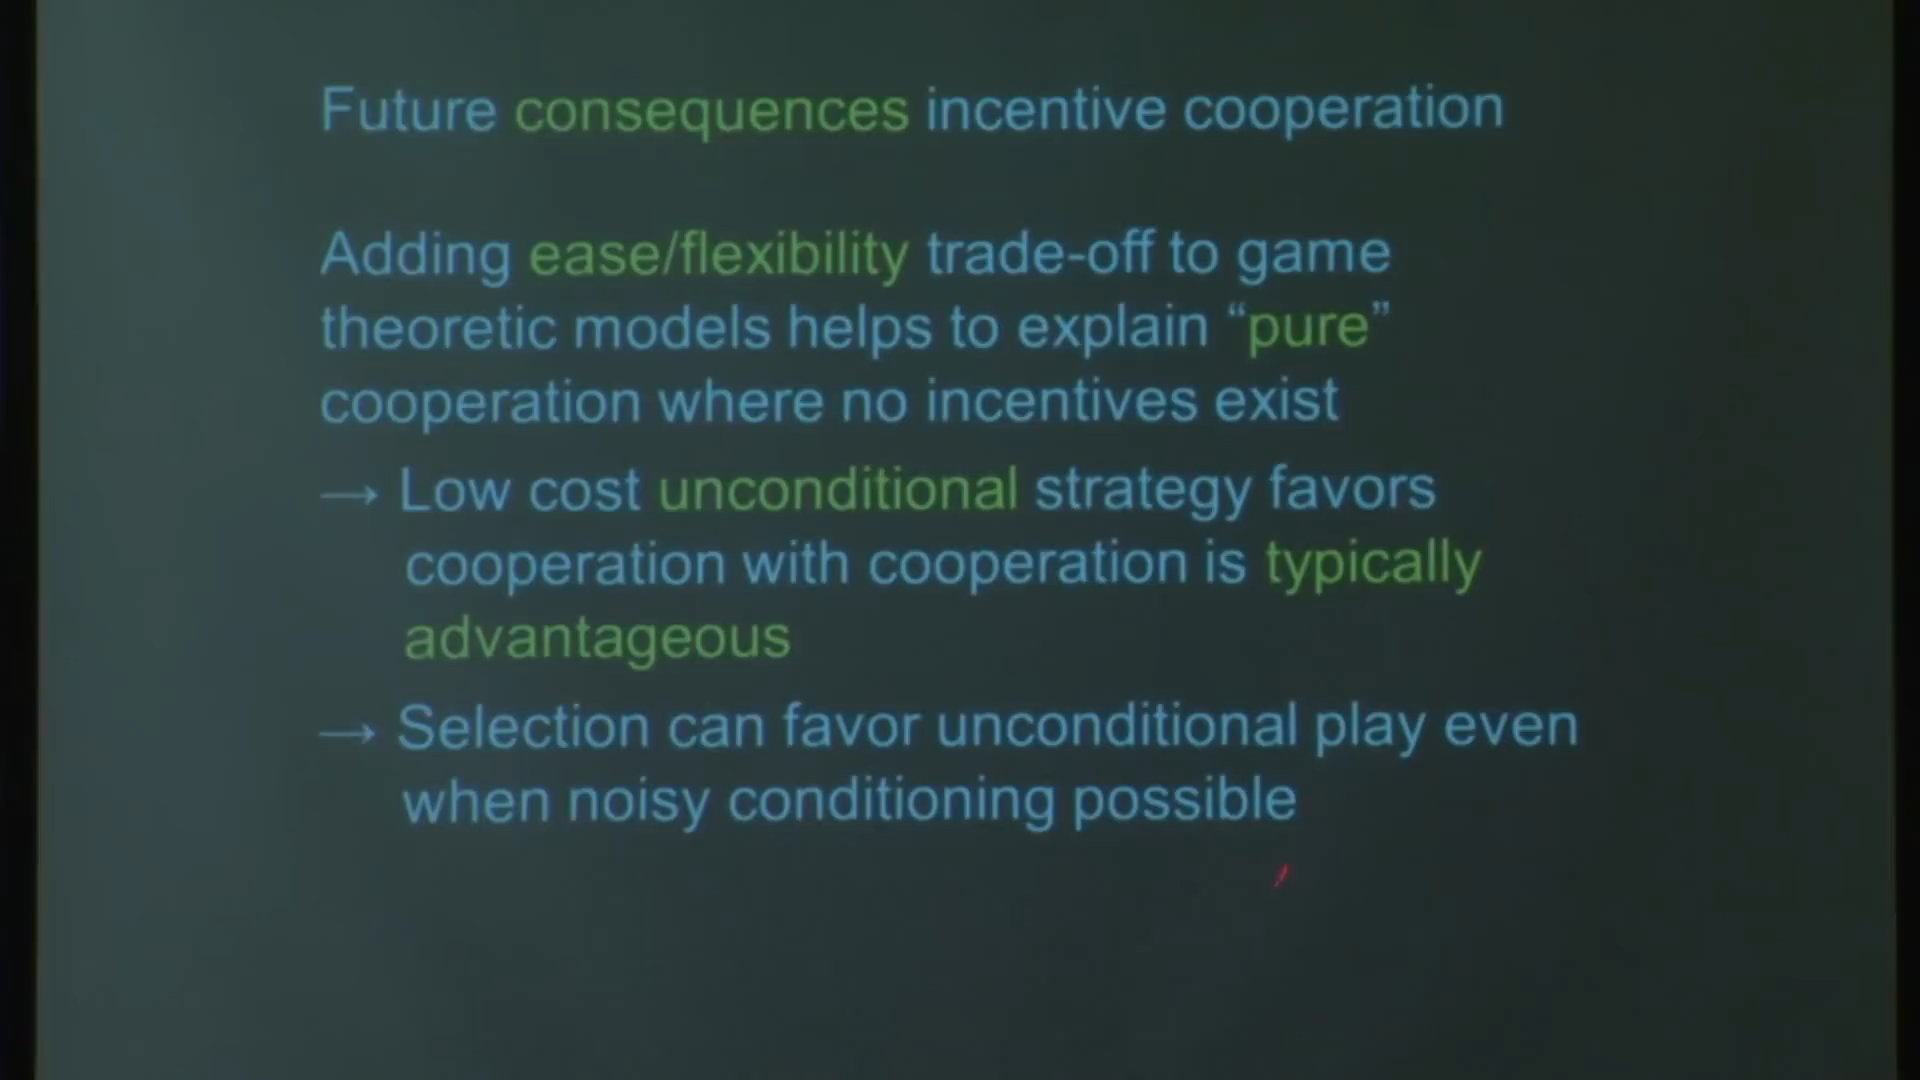 Future consequences incentive cooperation
Adding ease/flexibility trade-off to game
theoretic models helps to explain “pure”
cooperation where no incentives exist
→ Low cost unconditional strategy favors
cooperation with cooperation is typically
advantageous
→ Selection can favor unconditional play even
when noisy conditioning possible